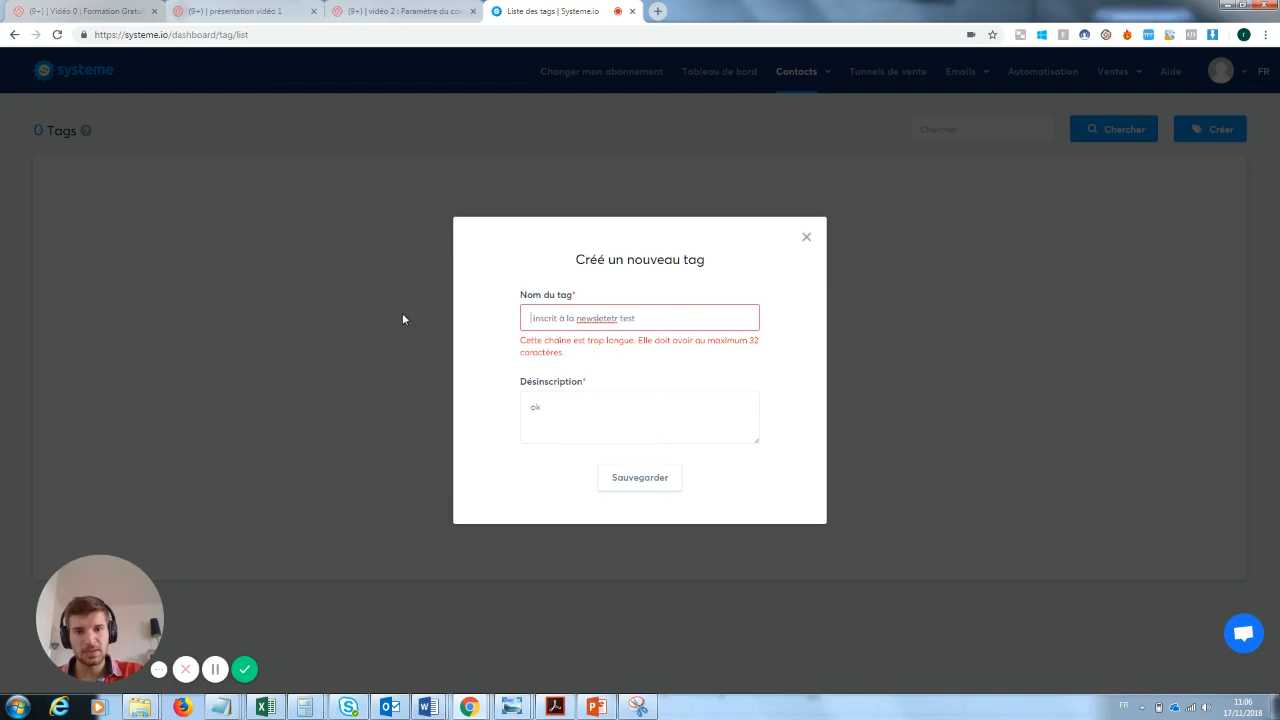 (9+) | Vidéo 0 : Formation Gratui
(9+) | présentation vidéo 1
(9+) | vidéo 2 : Paramètre du con
Liste des tags | Systeme.io
https://systeme.io/dashboard/tag/list
systeme
Changer mon abonnement
Tableau de bord
Contacts
Tunnels de vente
Emails
Automatisation
Ventes
Aide
FR
0 Tags
Chercher
Chercher
Créer
Créé un nouveau tag
Nom du tag*
inscrit à la newsletetr test
Cette chaîne est trop longue. Elle doit avoir au maximum 32
caractères.
Désinscription*
ok
Sauvegarder
FR
11:06
17/11/2018